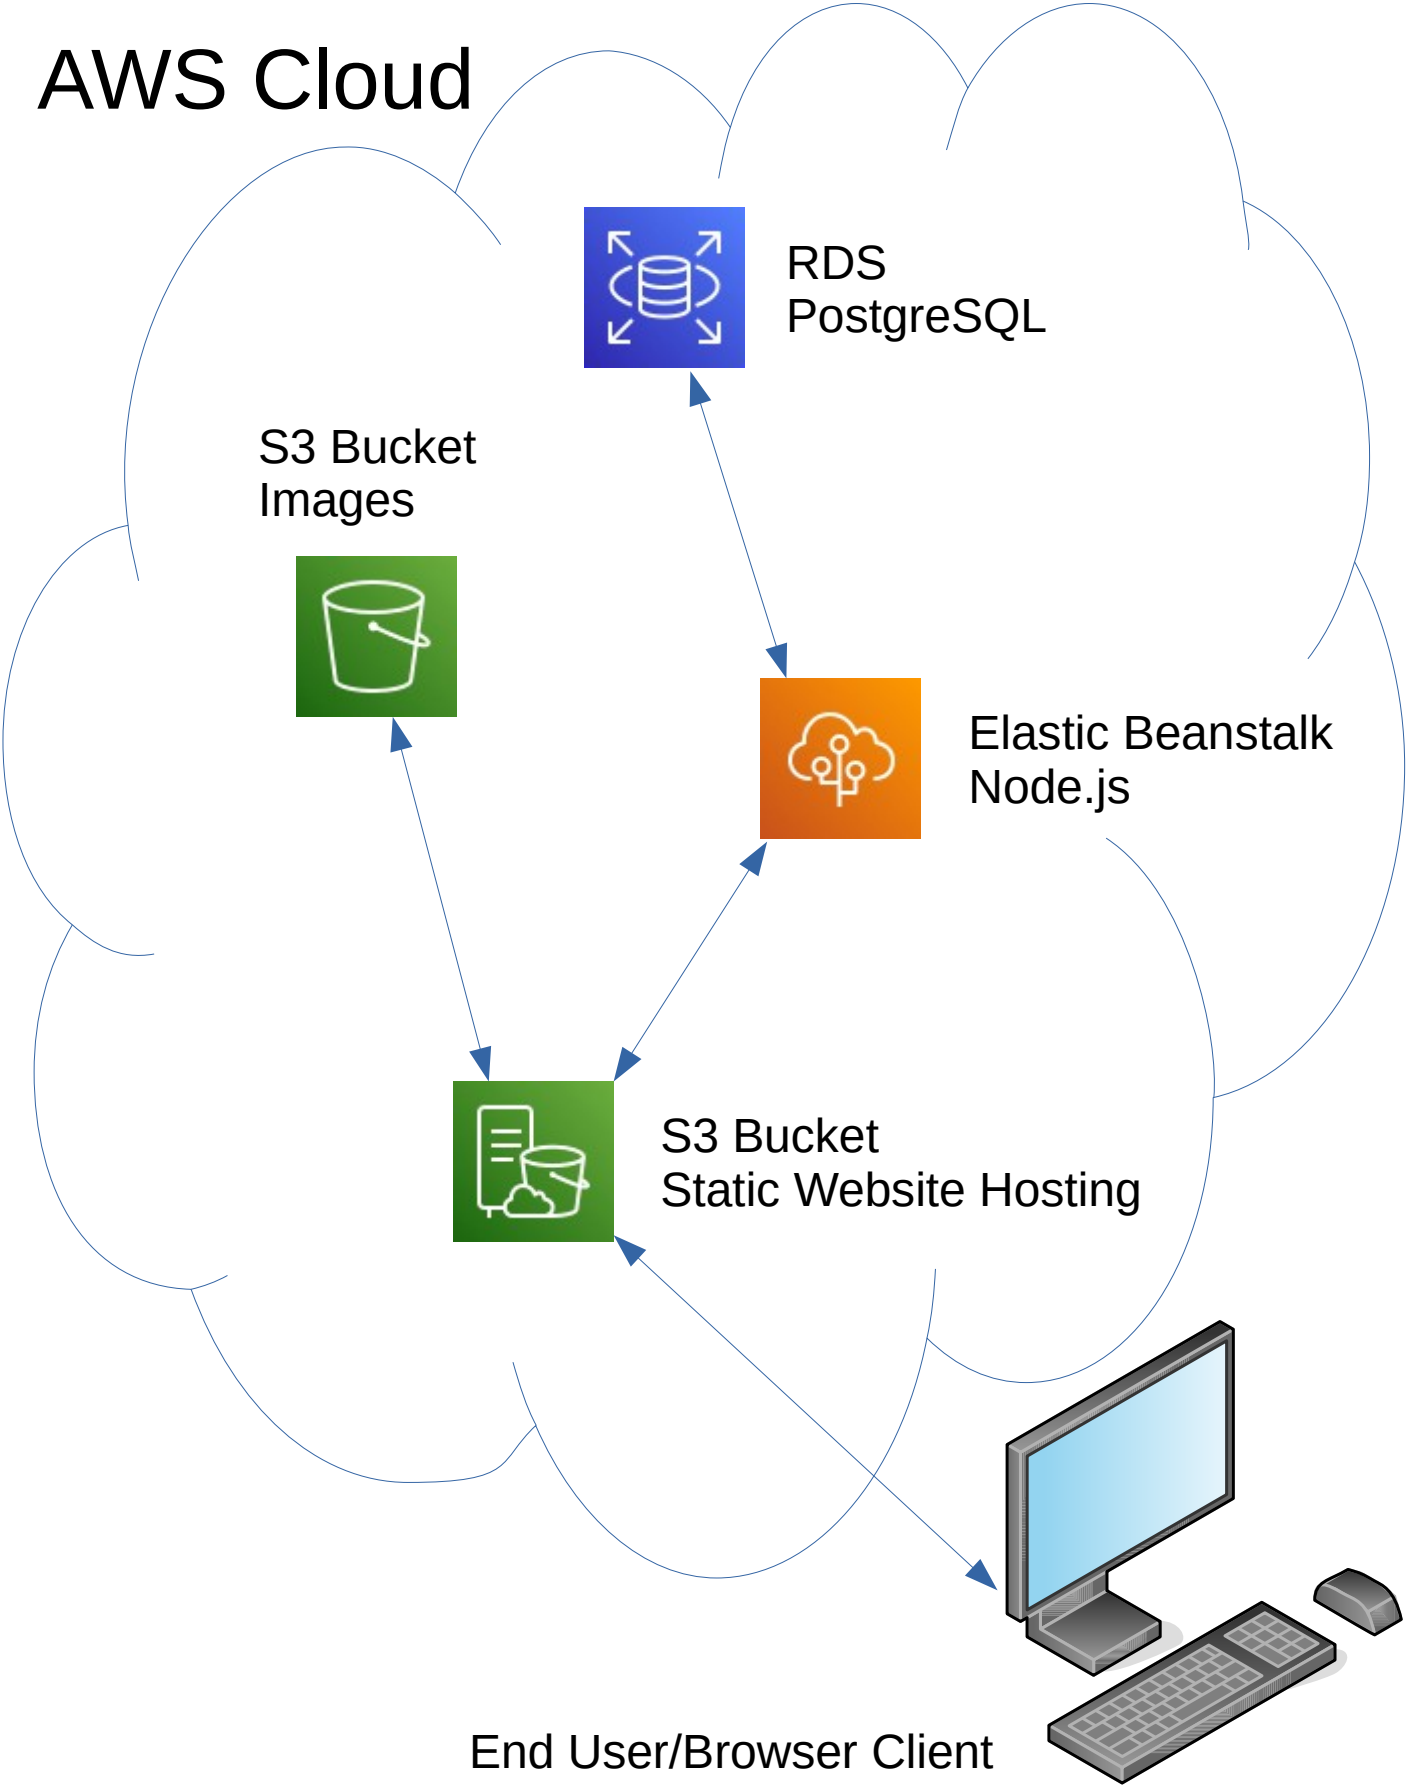 AWS Cloud
RDS
PostgreSQL
S3 Bucket
Images
Elastic Beanstalk
Node.js
S3 Bucket
Static Website Hosting
End User/Browser Client